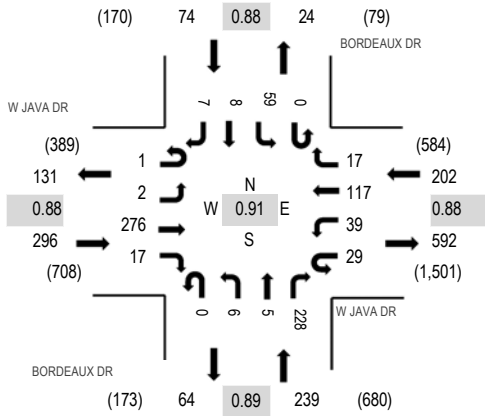 (170) 74 0.88 24 (79)
BORDEAUX DR
W JAVA DR
7 8 59 0
(389) (584)
131 1 17 202
2 117
0.88 N 0.88
W 0.91 E
S
296 276 39 592
17 29
(708) (1,501)
0 6 5 228
W JAVA DR
BORDEAUX DR
(173) 64 0.89 239 (680)